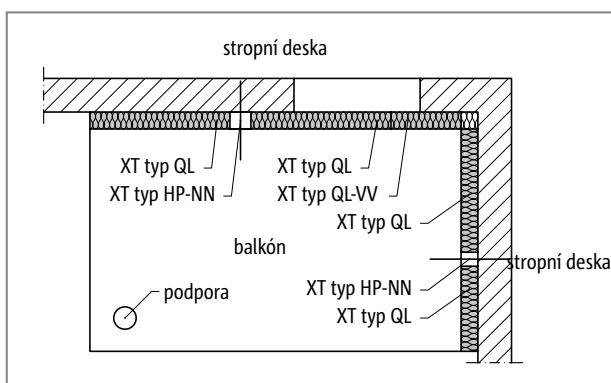 stropní deska
XT typ QL
XT typ HP-NN
XT typ QL
XT typ QL-VV
XT typ QL
balkón
stropní deska
XT typ HP-NN
XT typ QL
podpora